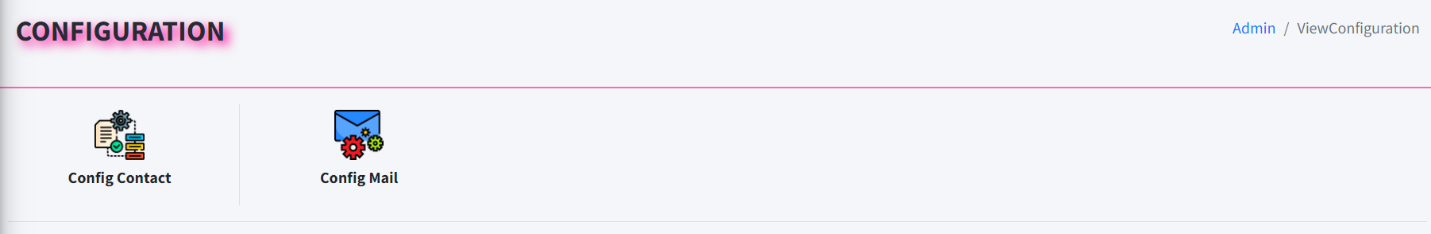 CONFIGURATION
Admin / ViewConfiguration
Config Contact
Config Mail